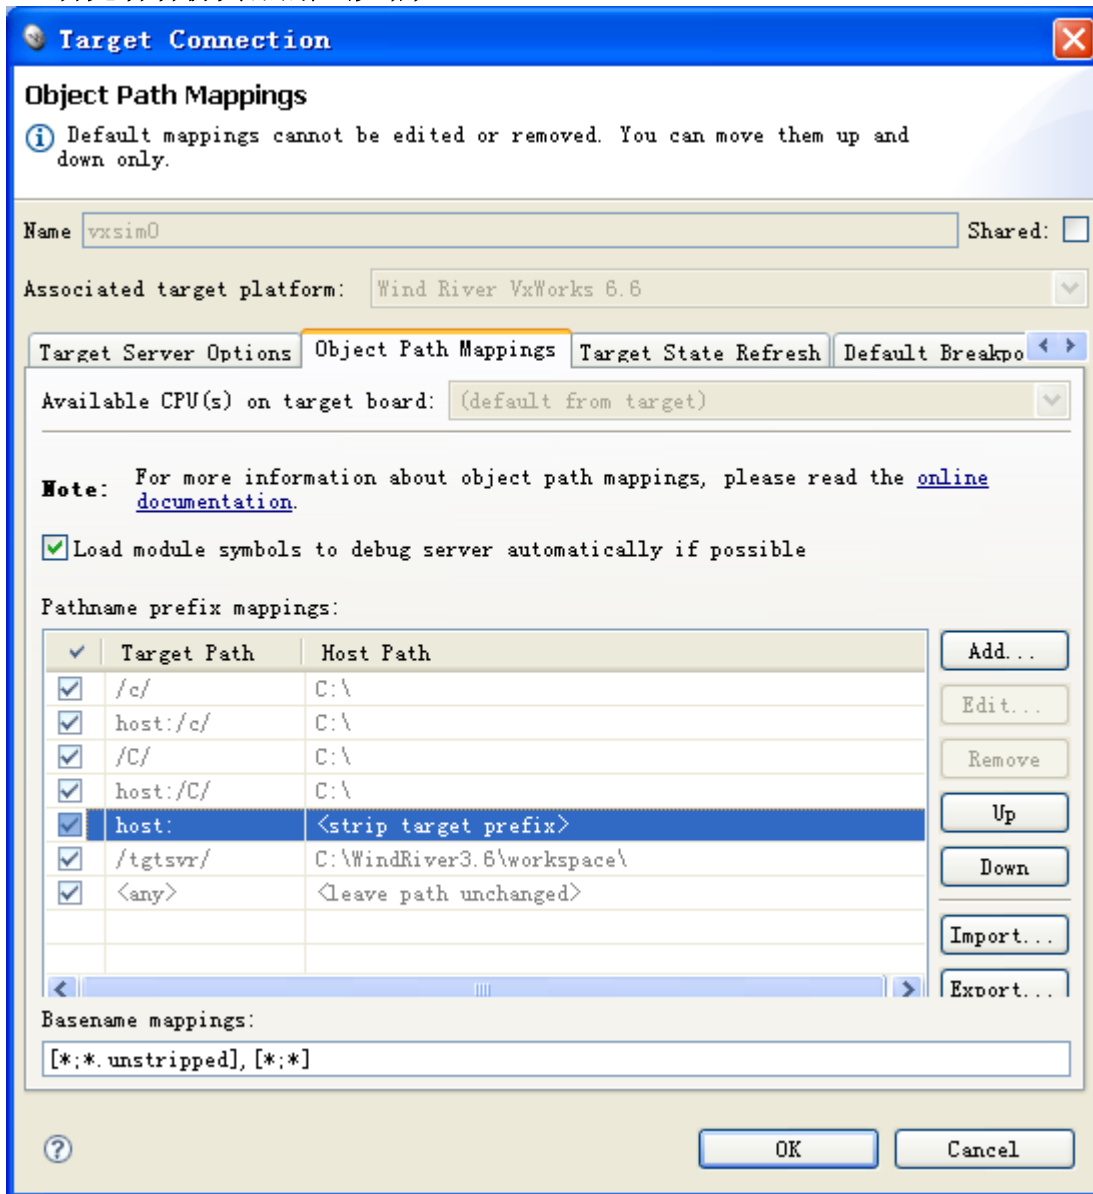 Target Connection
Object Path Mappings
Default mappings cannot be edited or removed. You can move them up and
down only.
Name vxsim0 Shared:
Associated target platform: Wind River VxWorks 6.6
Target Server Options Object Path Mappings Target State Refresh Default Breakpo
Available CPU(s) on target board: (default from target)
Note: For more information about object path mappings, please read the online
documentation.
Load module symbols to debug server automatically if possible
Pathname prefix mappings:
Target Path Host Path Add...
/c/ C:\
Edit...
host:/c/ C:\
/C/ C:\ Remove
host:/C/ C:\
host: <strip target prefix> Up
/tgtsvr/ C:\WindRiver3.6\workspace\ Down
<any> <leave path unchanged>
Import...
Export...
Basename mappings:
[*;*.unstripped],[*;*]
OK Cancel